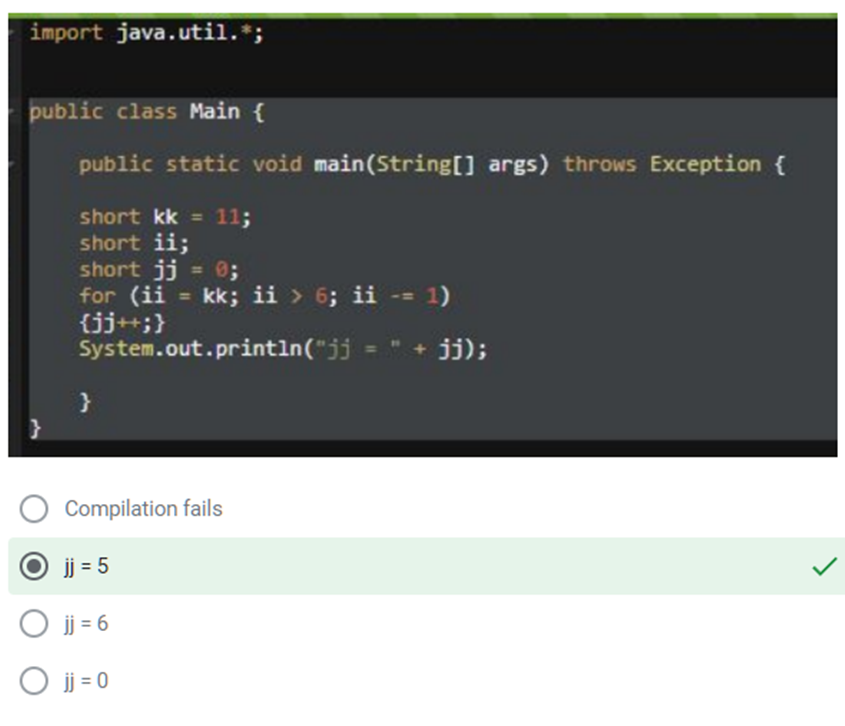 import java.util.*;
public class Main {
public static void main(String[] args) throws Exception {
short kk = 11;
short ii;
short jj = 0;
for (ii = kk; ii > 6; ii -= 1)
{jj++;}
System.out.println("jj = " + jj);
}
}
Compilation fails
jj = 5
jj = 6
jj = 0